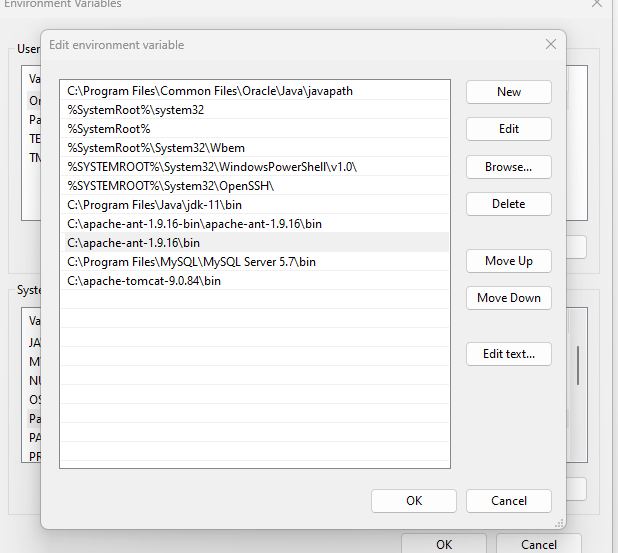 Environment Variables
Edit environment variable
User
Va
Or
Pa
TE
TM
C:\Program Files\Common Files\Oracle\Java\javapath
%SystemRoot%\system32
%SystemRoot%
%SystemRoot%\System32\Wbem
%SYSTEMROOT%\System32\WindowsPowerShell\v1.0\
%SYSTEMROOT%\System32\OpenSSH\
C:\Program Files\Java\jdk-11\bin
C:\apache-ant-1.9.16-bin\apache-ant-1.9.16\bin
C:\apache-ant-1.9.16\bin
C:\Program Files\MySQL\MySQL Server 5.7\bin
C:\apache-tomcat-9.0.84\bin
New
Edit
Browse...
Delete
Move Up
Move Down
Edit text...
Syste
Va
JA
M
NU
OS
Pa
PA
PR
OK
Cancel
OK
Cancel